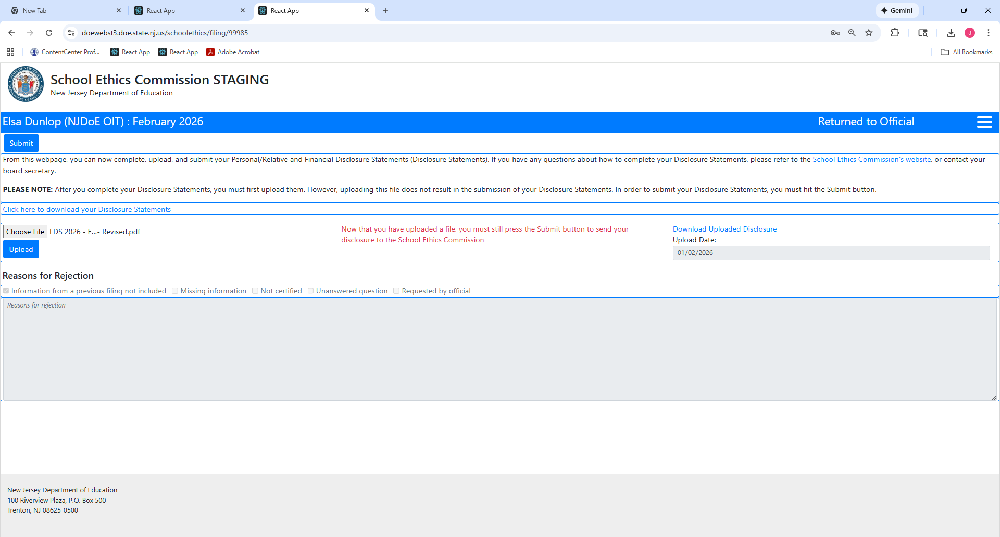 New Tab
React App
React App
Gemini
doewebst3.doe.state.nj.us/schoolethics/filing/99985
J
ContentCenter Prof...
React App
React App
Adobe Acrobat
All Bookmarks
School Ethics Commission STAGING
New Jersey Department of Education
Elsa Dunlop (NJDoE OIT) : February 2026
Returned to Official
Submit
From this webpage, you can now complete, upload, and submit your Personal/Relative and Financial Disclosure Statements (Disclosure Statements). If you have any questions about how to complete your Disclosure Statements, please refer to the School Ethics Commission's website, or contact your
board secretary.
PLEASE NOTE: After you complete your Disclosure Statements, you must first upload them. However, uploading this file does not result in the submission of your Disclosure Statements. In order to submit your Disclosure Statements, you must hit the Submit button.
Click here to download your Disclosure Statements
Choose File FDS 2026 - E...- Revised.pdf
Upload
Now that you have uploaded a file, you must still press the Submit button to send your
disclosure to the School Ethics Commission
Download Uploaded Disclosure
Upload Date:
01/02/2026
Reasons for Rejection
Information from a previous filing not included Missing information Not certified Unanswered question Requested by official
Reasons for rejection
New Jersey Department of Education
100 Riverview Plaza, P.O. Box 500
Trenton, NJ 08625-0500